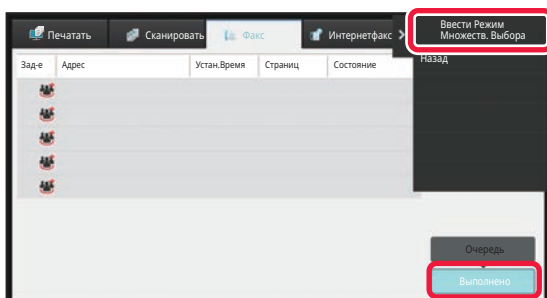 Печатать
Сканировать
Факс
Интернетфакс
Ввести Режим
Множеств. Выбора
Назад
Зад-е Адрес Устан.Время Страниц Состояние
Очередь
Выполнено